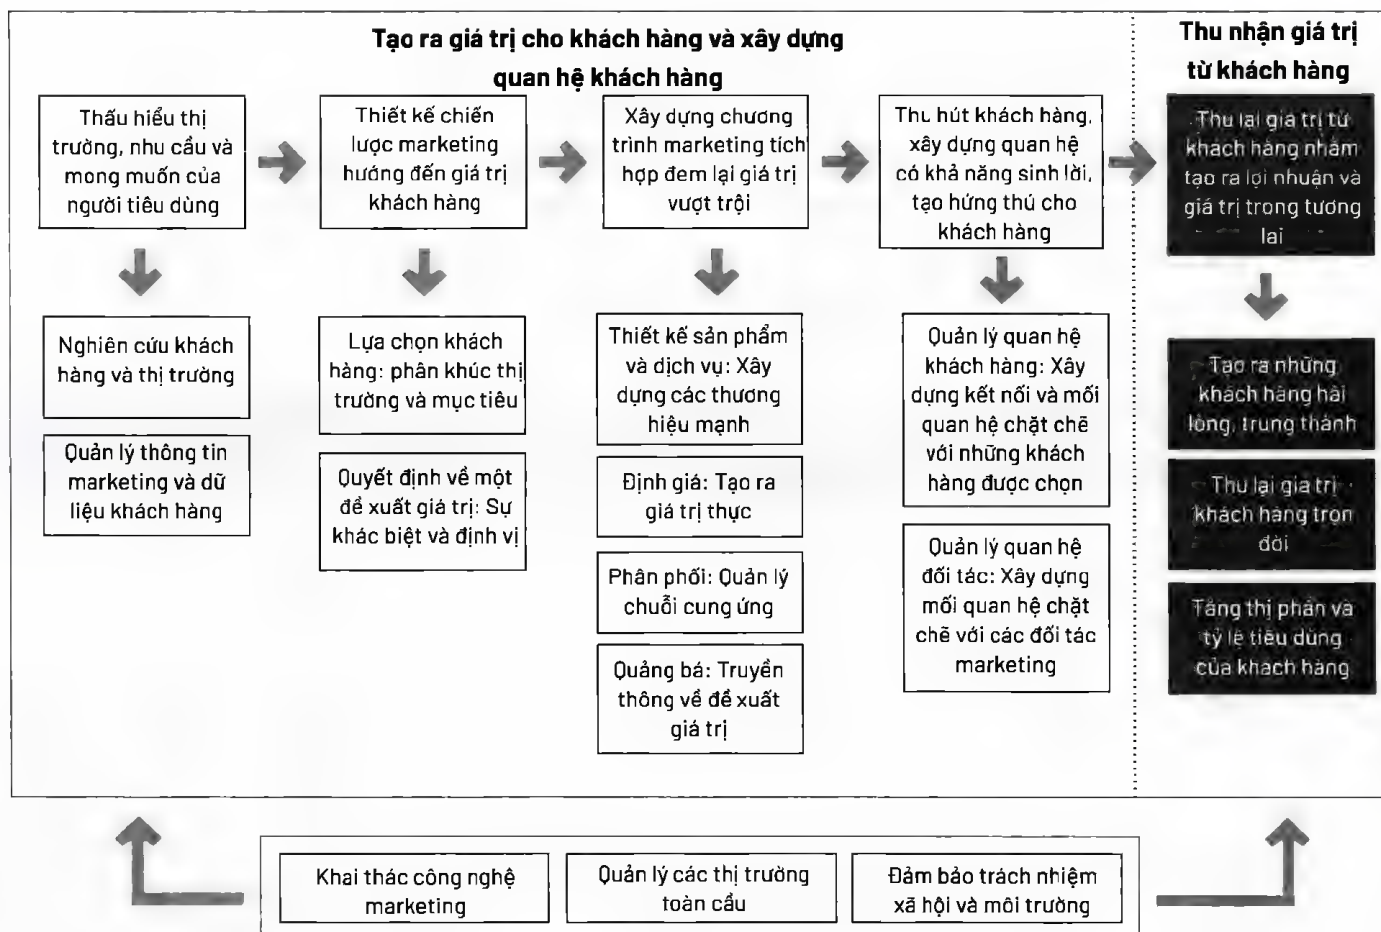 Tạo ra giá trị cho khách hàng và xây dựng
quan hệ khách hàng
Thu nhận giá trị
từ khách hàng
Thấu hiểu thị
trường, nhu cầu và
mong muốn của
người tiêu dùng
Thiết kế chiến
lược marketing
hướng đến giá trị
khách hàng
Xây dựng chương
trình marketing tích
hợp đem lại giá trị
vượt trội
Thu hút khách hàng,
xây dựng quan hệ
có khả năng sinh lời,
tạo hứng thú cho
khách hàng
Thu lại giá trị từ
khách hàng nhằm
tạo ra lợi nhuận và
giá trị trong tương
lai
Nghiên cứu khách
hàng và thị trường
Quản lý thông tin
marketing và dữ
liệu khách hàng
Lựa chọn khách
hàng: phân khúc thị
trường và mục tiêu
Quyết định về một
đề xuất giá trị: Sự
khác biệt và định vị
Thiết kế sản phẩm
và dịch vụ: Xây
dựng các thương
hiệu mạnh
Định giá: Tạo ra
giá trị thực
Phân phối: Quản lý
chuỗi cung ứng
Quảng bá: Truyền
thông về đề xuất
giá trị
Quản lý quan hệ
khách hàng: Xây
dựng kết nối và mối
quan hệ chặt chẽ
với những khách
hàng được chọn
Quản lý quan hệ
đối tác: Xây dựng
mối quan hệ chặt
chẽ với các đối tác
marketing
Tạo ra những
khách hàng hài
lòng, trung thành
Thu lại giá trị
khách hàng trọn
đời
Tăng thị phần và
tỷ lệ tiêu dùng
của khách hàng
Khai thác công nghệ
marketing
Quản lý các thị trường
toàn cầu
Đảm bảo trách nhiệm
xã hội và môi trường